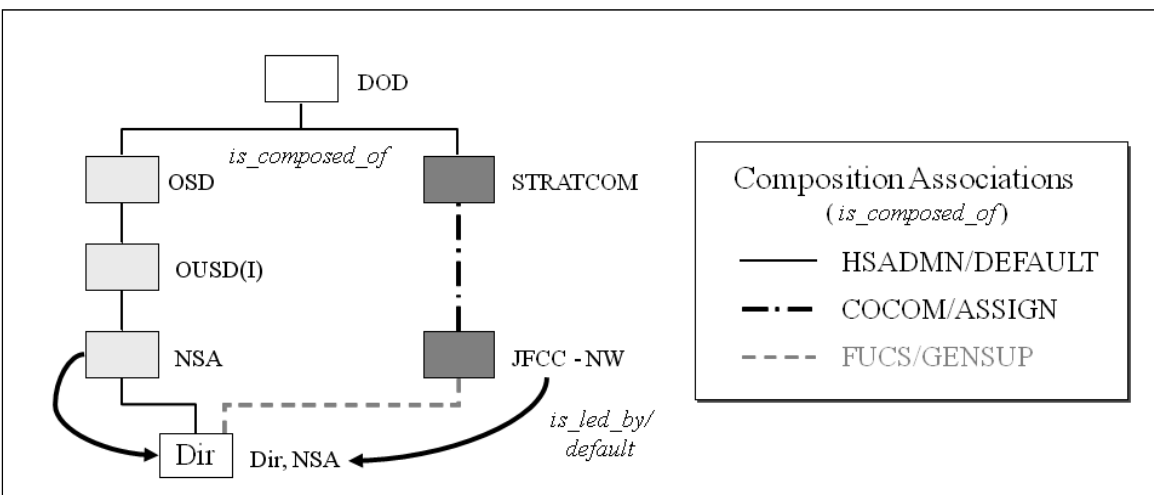 DOD
is_composed_of
OSD
STRATCOM
OUSD(I)
NSA
JFCC - NW
is_led_by/
default
Dir
Dir, NSA
Composition Associations
(is_composed_of)
HSADMN/DEFAULT
COCOM/ASSIGN
FUCS/GENSUP